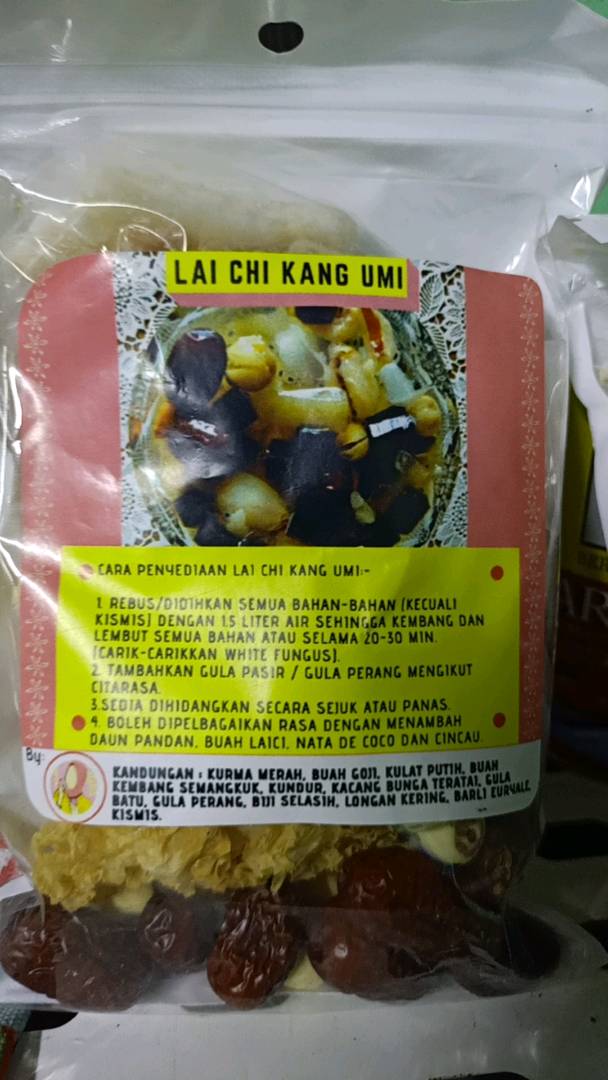 LAI CHI KANG UMI
CARA PENYEDIAAN LAI CHI KANG UMI:-
1. REBUS/DIDIHKAN SEMUA BAHAN-BAHAN (KECUALI
KISMIS) DENGAN 1.5 LITER AIR SEHINGGA KEMBANG DAN
LEMBUT SEMUA BAHAN ATAU SELAMA 20-30 MIN.
(CARIK-CARIKKAN WHITE FUNGUS).
2. TAMBAHKAN GULA PASIR / GULA PERANG MENGIKUT
CITARASA.
3.SEDIA DIHIDANGKAN SECARA SEJUK ATAU PANAS.
4. BOLEH DIPELBAGAIKAN RASA DENGAN MENAMBAH
DAUN PANDAN, BUAH LAICI, NATA DE COCO DAN CINCAU.
By:
KANDUNGAN : KURMA MERAH, BUAH GOJI, KULAT PUTIH, BUAH
KEMBANG SEMANGKUK, KUNDUR, KACANG BUNGA TERATAI, GULA
BATU, GULA PERANG, BIJI SELASIH, LONGAN KERING, BARLI EURYALE,
KISMIS.